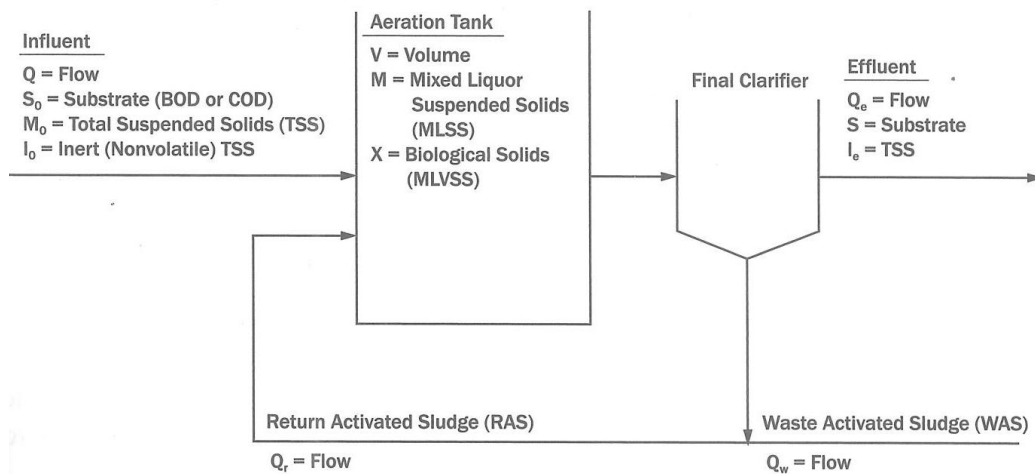 Influent
Q = Flow
S₀ = Substrate (BOD or COD)
M₀ = Total Suspended Solids (TSS)
I₀ = Inert (Nonvolatile) TSS
Aeration Tank
V = Volume
M = Mixed Liquor
Suspended Solids
(MLSS)
X = Biological Solids
(MLVSS)
Final Clarifier
Effluent
Qₑ = Flow
S = Substrate
Iₑ = TSS
Return Activated Sludge (RAS)
Qᵣ = Flow
Waste Activated Sludge (WAS)
Q_w = Flow